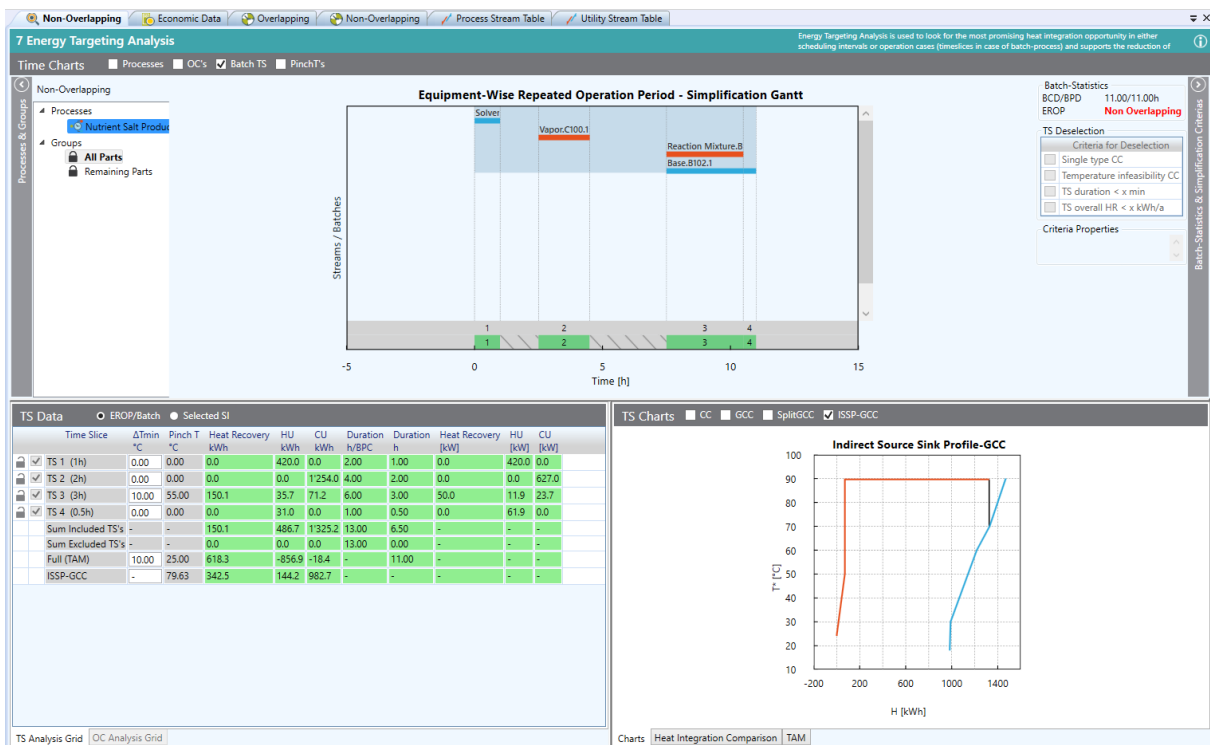 Non-Overlapping Economic Data Overlapping Non-Overlapping Process Stream Table Utility Stream Table
7 Energy Targeting Analysis
Energy Targeting Analysis is used to look for the most promising heat integration opportunity in either
scheduling intervals or operation cases (timeslices in case of batch-process) and supports the reduction of
Time Charts Processes OC's Batch TS PinchT's
Processes & Groups
Non-Overlapping
Processes
Nutrient Salt Produc
Groups
All Parts
Remaining Parts
Equipment-Wise Repeated Operation Period - Simplification Gantt
Streams / Batches
Solver
Vapor.C100.1
Reaction Mixture.B
Base.B102.1
1 2 3 4
1 2 3 4
-5 0 5 10 15
Time [h]
Batch-Statistics
BCD/BPD 11.00/11.00h
EROP Non Overlapping
TS Deselection
Criteria for Deselection
Single type CC
Temperature infeasibility CC
TS duration < x min
TS overall HR < x kWh/a
Criteria Properties
Batch-Statistics & Simplification Criterias
TS Data EROP/Batch Selected SI
Time Slice ΔTmin Pinch T Heat Recovery HU CU Duration Duration Heat Recovery HU CU
°C °C kWh kWh kWh h/BPC h [kW] [kW] [kW]
TS 1 (1h) 0.00 0.00 0.0 420.0 0.0 2.00 1.00 0.0 420.0 0.0
TS 2 (2h) 0.00 0.00 0.0 0.0 1'254.0 4.00 2.00 0.0 0.0 627.0
TS 3 (3h) 10.00 55.00 150.1 35.7 71.2 6.00 3.00 50.0 11.9 23.7
TS 4 (0.5h) 0.00 0.00 0.0 31.0 0.0 1.00 0.50 0.0 61.9 0.0
Sum Included TS's - - 150.1 486.7 1'325.2 13.00 6.50 - - -
Sum Excluded TS's - - 0.0 0.0 0.0 13.00 0.00 - - -
Full (TAM) 10.00 25.00 618.3 -856.9 -18.4 - 11.00 - - -
ISSP-GCC - 79.63 342.5 144.2 982.7 - - - - -
TS Analysis Grid OC Analysis Grid
TS Charts CC GCC SplitGCC ISSP-GCC
Indirect Source Sink Profile-GCC
100
90
80
70
60
50
40
30
20
10
T* [°C]
-200 200 600 1000 1400
H [kWh]
Charts Heat Integration Comparison TAM